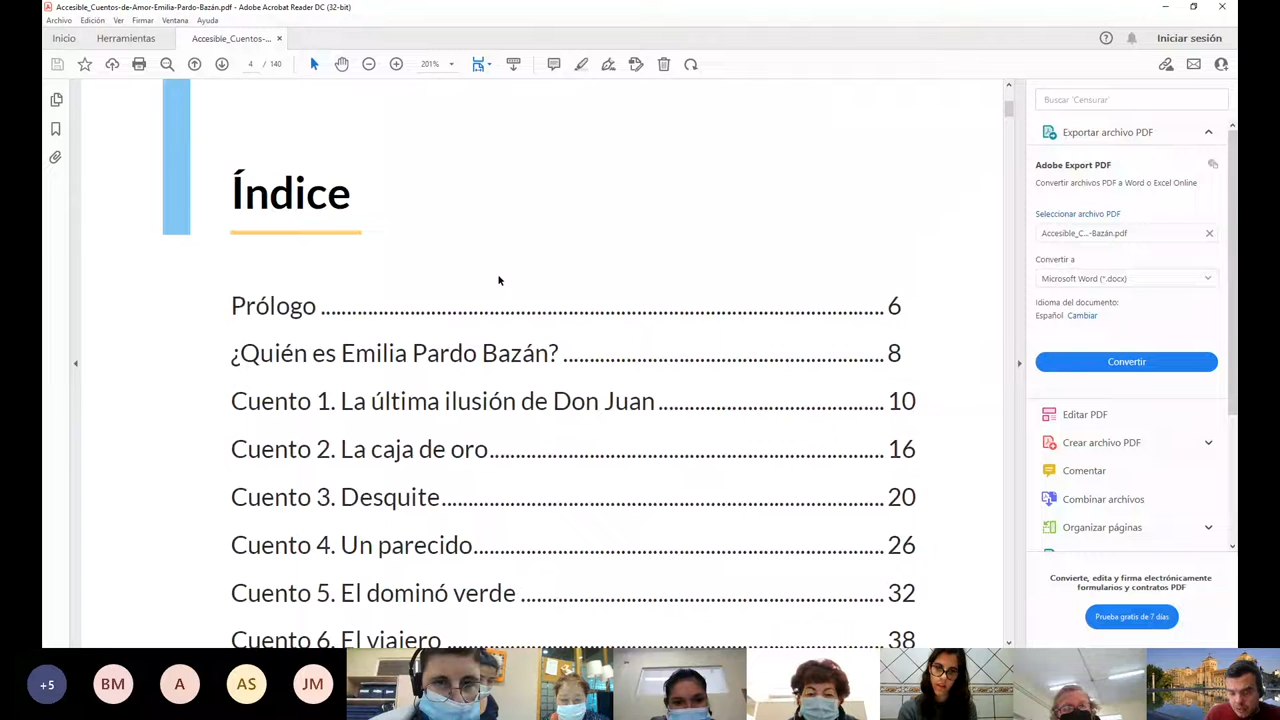 Accesible_Cuentos-de-Amor-Emilia-Pardo-Bazán.pdf - Adobe Acrobat Reader DC (32-bit)
Archivo Edición Ver Firmar Ventana Ayuda
Inicio Herramientas Accesible_Cuentos-... Iniciar sesión
4 / 140 201%
Buscar 'Censurar'
Exportar archivo PDF
Adobe Export PDF
Convertir archivos PDF a Word o Excel Online
Seleccionar archivo PDF
Accesible_C...-Bazán.pdf
Convertir a
Microsoft Word (*.docx)
Idioma del documento:
Español Cambiar
Convertir
Editar PDF
Crear archivo PDF
Comentar
Combinar archivos
Organizar páginas
Convierte, edita y firma electrónicamente
formularios y contratos PDF
Prueba gratis de 7 días
Índice
Prólogo 6
¿Quién es Emilia Pardo Bazán? 8
Cuento 1. La última ilusión de Don Juan 10
Cuento 2. La caja de oro 16
Cuento 3. Desquite 20
Cuento 4. Un parecido 26
Cuento 5. El dominó verde 32
Cuento 6. El viajero 38
+5 BM A AS JM